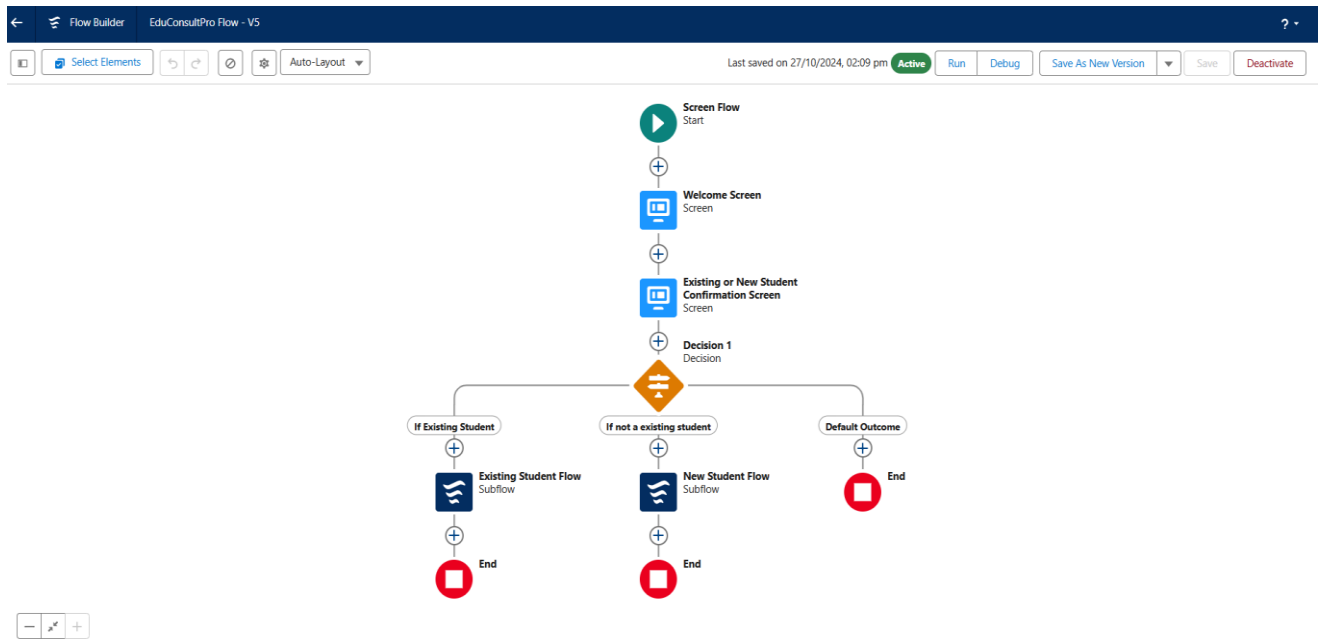 Flow Builder
EduConsultPro Flow - V5
?
Select Elements
Auto-Layout
Last saved on 27/10/2024, 02:09 pm
Active
Run
Debug
Save As New Version
Save
Deactivate
Screen Flow
Start
Welcome Screen
Screen
Existing or New Student
Confirmation Screen
Screen
Decision 1
Decision
If Existing Student
If not a existing student
Default Outcome
Existing Student Flow
Subflow
New Student Flow
Subflow
End
End
End